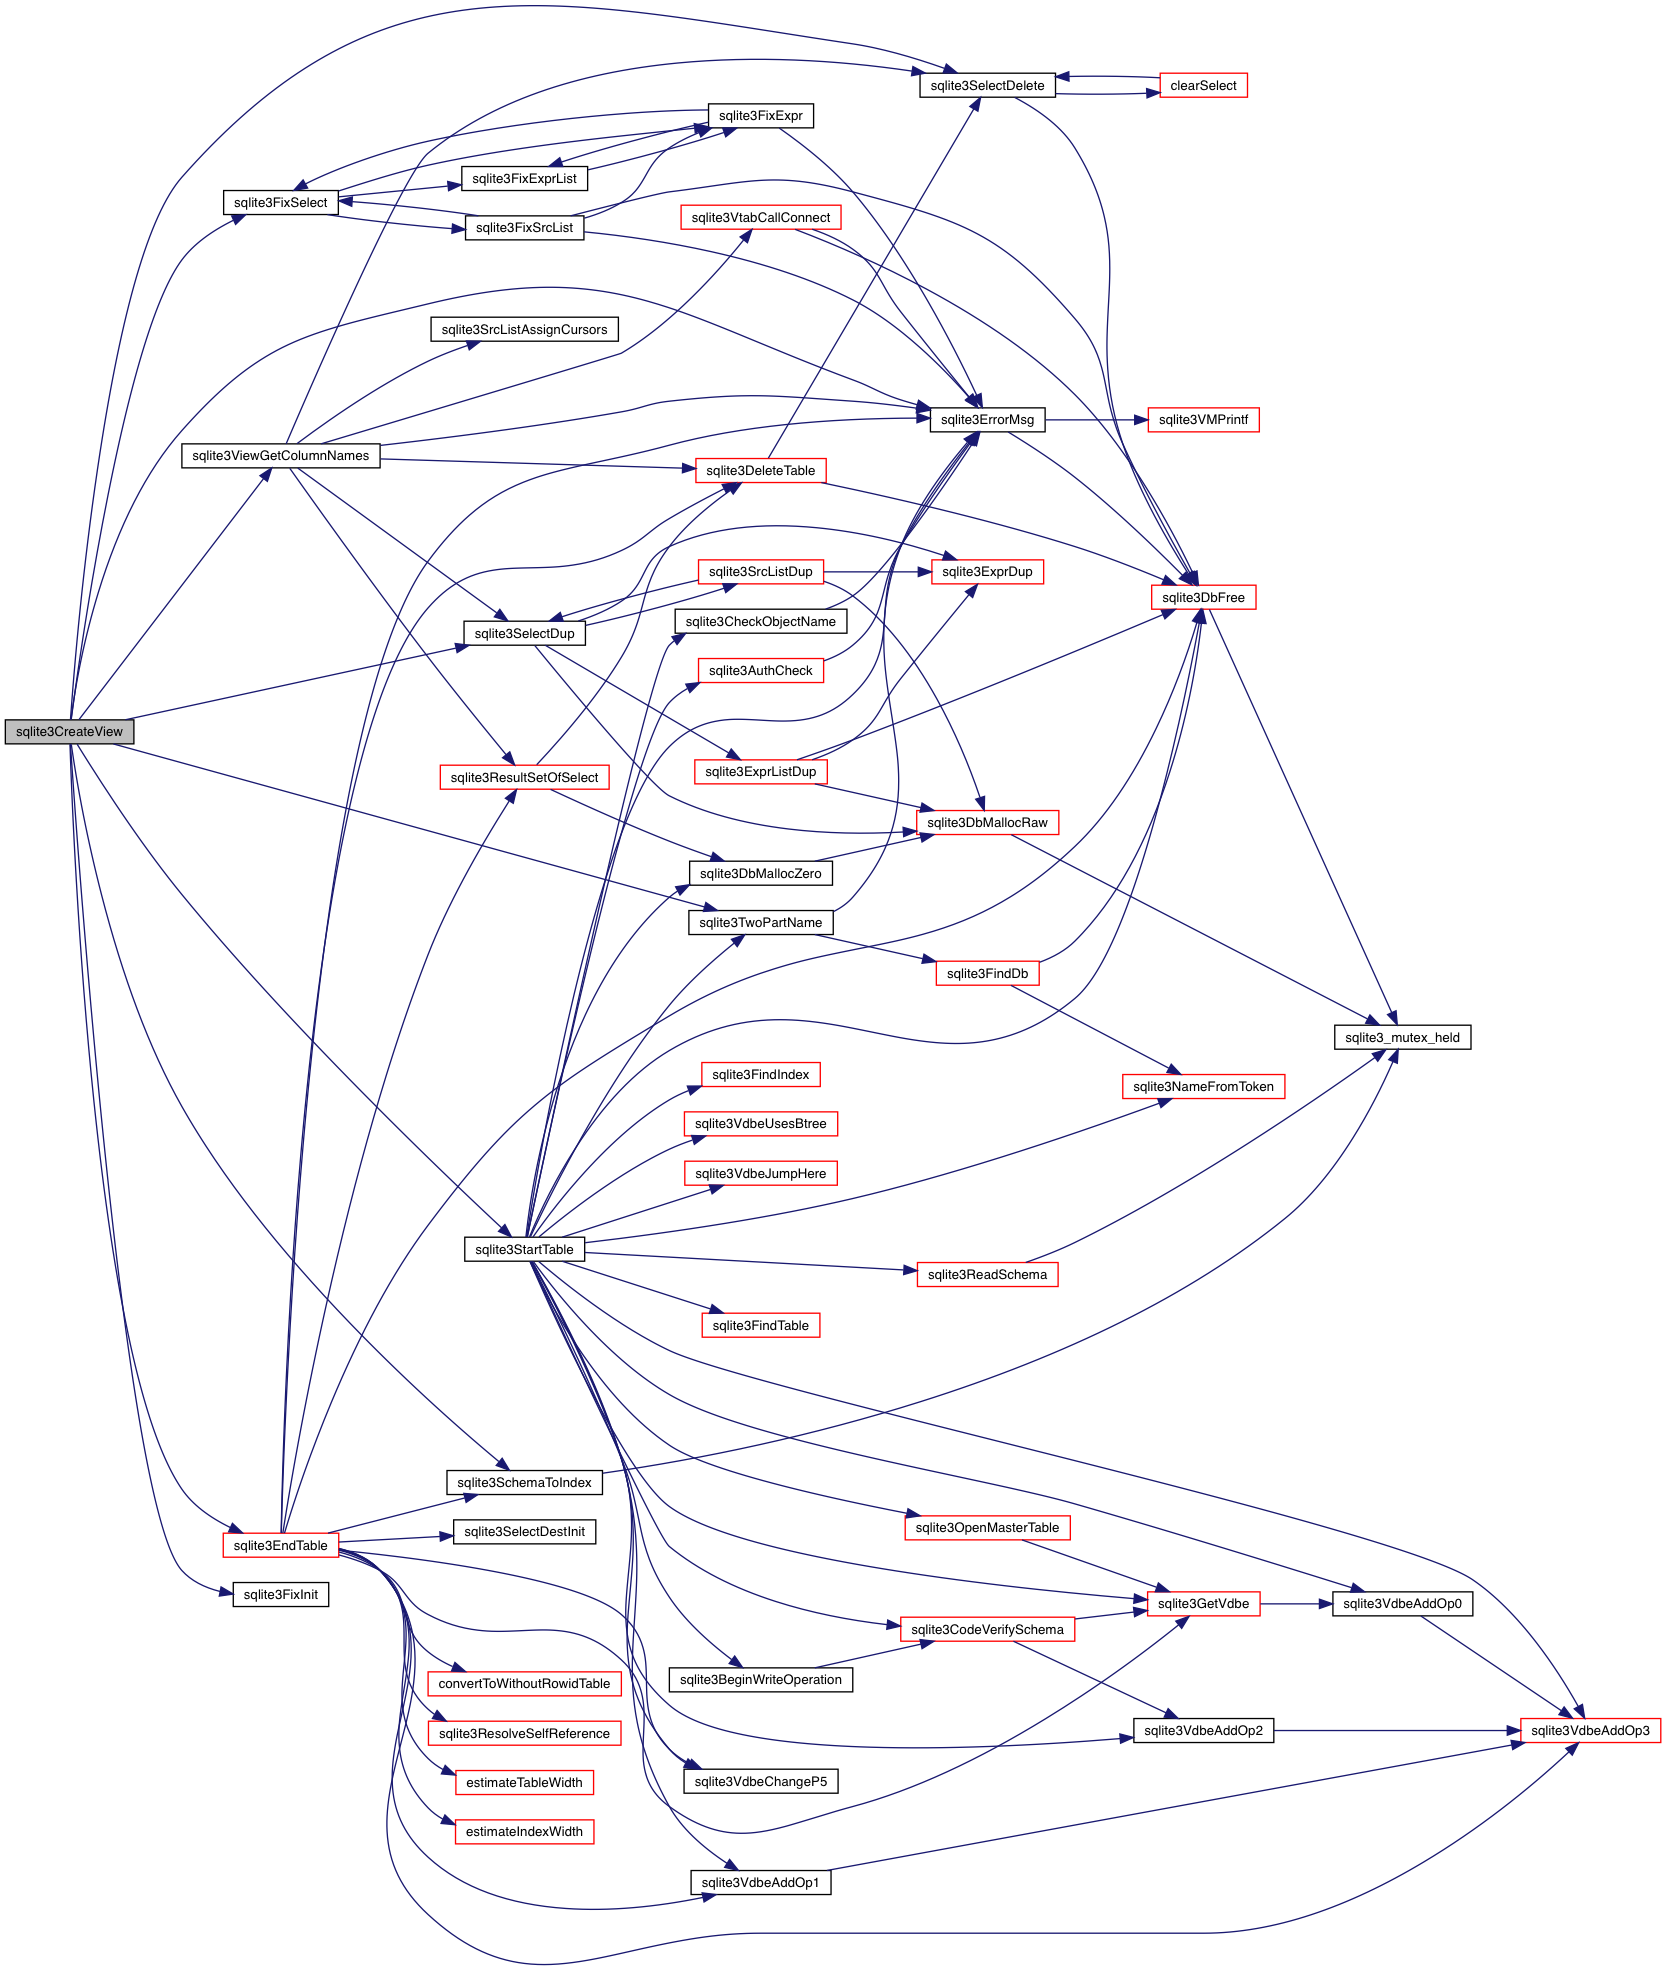 sqlite3SelectDelete
clearSelect
sqlite3FixExpr
sqlite3FixExprList
sqlite3FixSelect
sqlite3FixSrcList
sqlite3VtabCallConnect
sqlite3SrcListAssignCursors
sqlite3ErrorMsg
sqlite3VMPrintf
sqlite3ViewGetColumnNames
sqlite3DeleteTable
sqlite3SrcListDup
sqlite3ExprDup
sqlite3DbFree
sqlite3CheckObjectName
sqlite3SelectDup
sqlite3AuthCheck
sqlite3CreateView
sqlite3ExprListDup
sqlite3ResultSetOfSelect
sqlite3DbMallocRaw
sqlite3DbMallocZero
sqlite3TwoPartName
sqlite3FindDb
sqlite3_mutex_held
sqlite3FindIndex
sqlite3NameFromToken
sqlite3VdbeUsesBtree
sqlite3VdbeJumpHere
sqlite3StartTable
sqlite3ReadSchema
sqlite3FindTable
sqlite3SchemaToIndex
sqlite3OpenMasterTable
sqlite3SelectDestInit
sqlite3EndTable
sqlite3FixInit
sqlite3GetVdbe
sqlite3VdbeAddOp0
sqlite3CodeVerifySchema
sqlite3BeginWriteOperation
convertToWithoutRowidTable
sqlite3ResolveSelfReference
sqlite3VdbeAddOp2
sqlite3VdbeAddOp3
estimateTableWidth
sqlite3VdbeChangeP5
estimateIndexWidth
sqlite3VdbeAddOp1